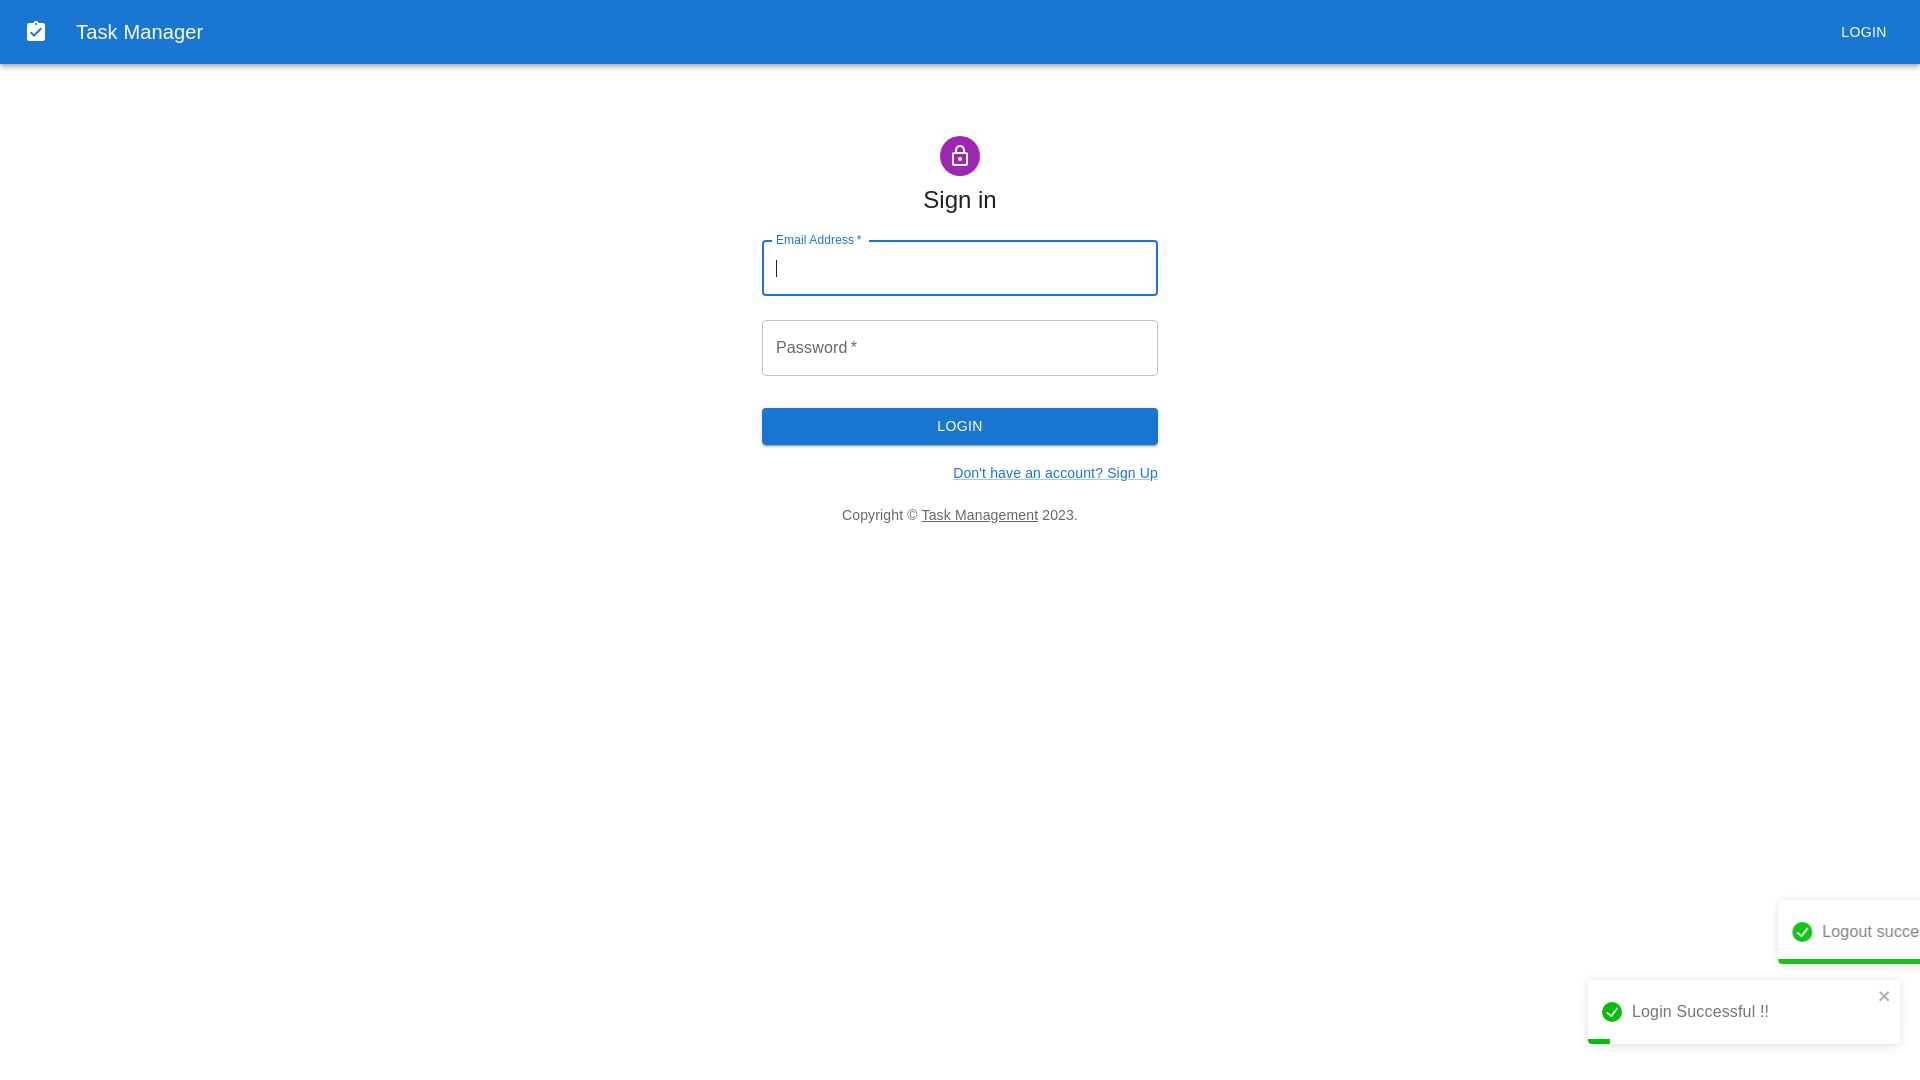 Task Manager
LOGIN
Sign in
Email Address *
Password *
LOGIN
Don't have an account? Sign Up
Copyright © Task Management 2023.
Logout succe
Login Successful !!